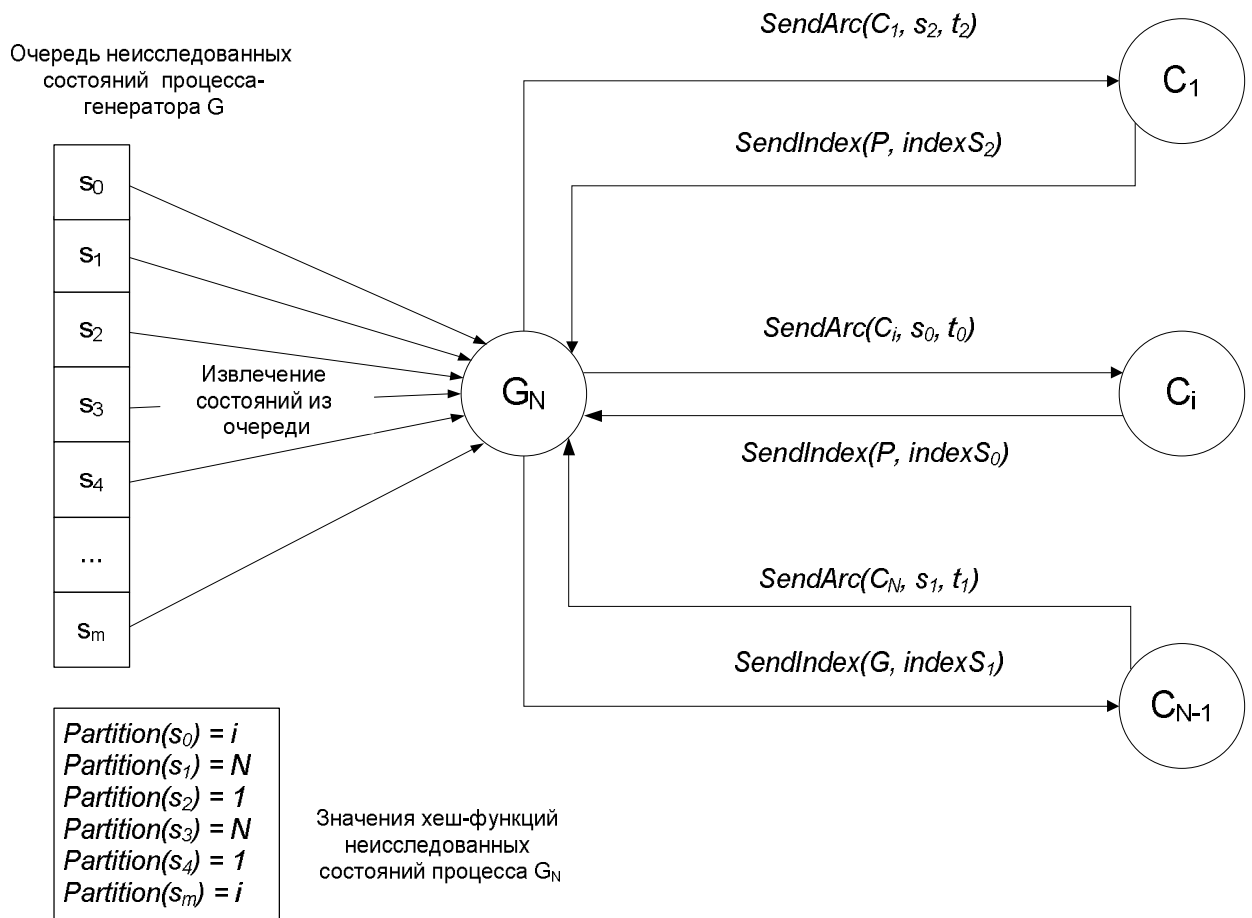 Очередь неисследованных
состояний процесса-
генератора G
s0
s1
s2
s3
s4
...
sm
Извлечение
состояний из
очереди
GN
SendArc(C1, s2, t2)
C1
SendIndex(P, indexS2)
SendArc(Ci, s0, t0)
Ci
SendIndex(P, indexS0)
SendArc(CN, s1, t1)
SendIndex(G, indexS1)
CN-1
Partition(s0) = i
Partition(s1) = N
Partition(s2) = 1
Partition(s3) = N
Partition(s4) = 1
Partition(sm) = i
Значения хеш-функций
неисследованных
состояний процесса GN